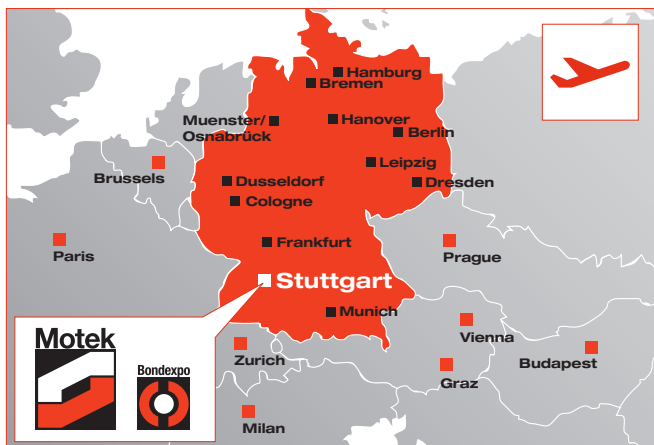 Hamburg
Bremen
Muenster/
Osnabrück
Hanover
Berlin
Brussels
Leipzig
Dusseldorf
Dresden
Cologne
Paris
Frankfurt
Prague
Stuttgart
Munich
Motek
Bondexpo
Zurich
Vienna
Budapest
Graz
Milan